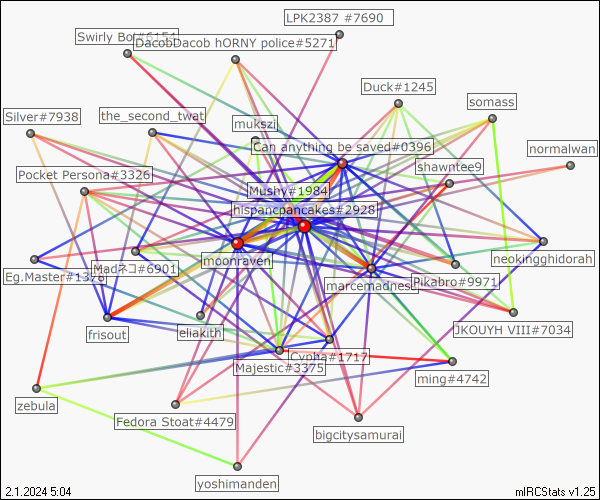 LPK2387 #7690
Swirly Bo
DacobDacob hORNY police#5271
Duck#1245
somass
Silver#7938
the_second_twat
mukszi
Can anything be saved#0396
normalwan
shawntee9
Pocket Persona#3326
Mushy#1984
hispancpancakes#2928
moonraven
neokingghidorah
Eg.Master#1378
Madネコ#6901
marcemadness
Pikabro#9971
frisout
eliakith
JKOUYH VIII#7034
Cypha#1717
Majestic#3375
ming#4742
zebula
Fedora Stoat#4479
bigcitysamurai
yoshimanden
2.1.2024 5:04
mIRCStats v1.25